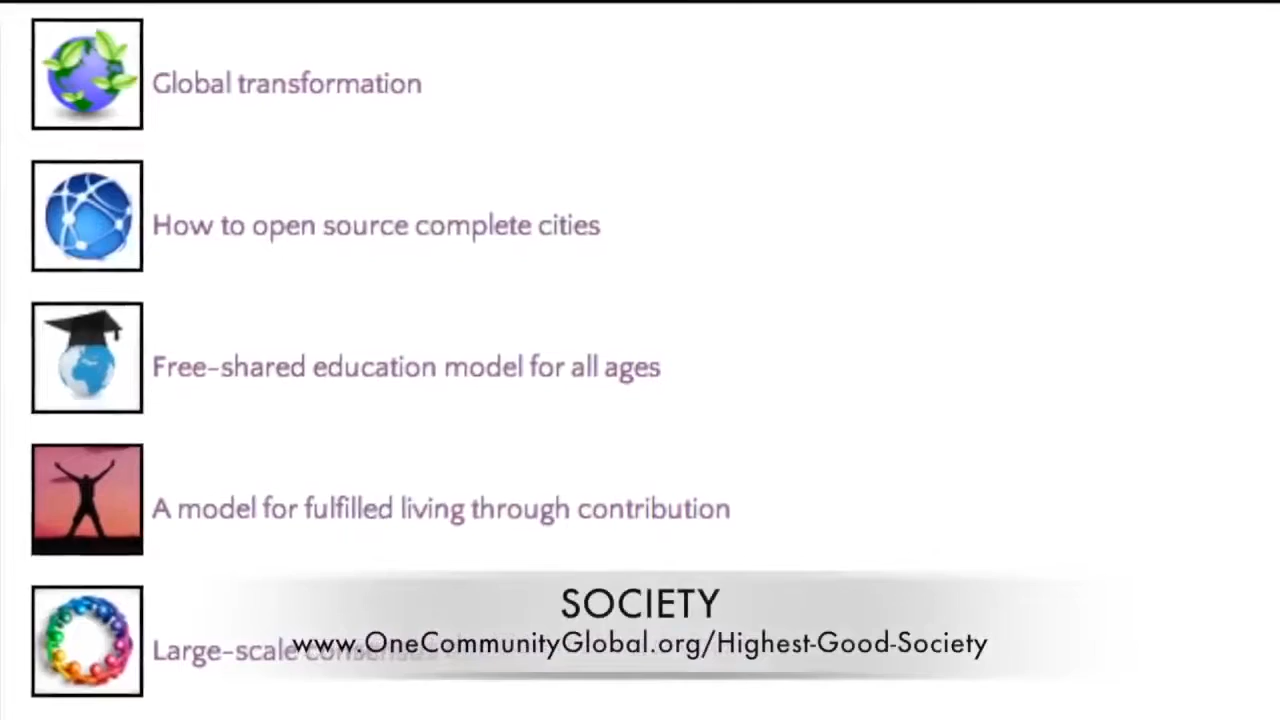 Global transformation
How to open source complete cities
Free-shared education model for all ages
A model for fulfilled living through contribution
SOCIETY
Large-scale
www.OneCommunityGlobal.org/Highest-Good-Society